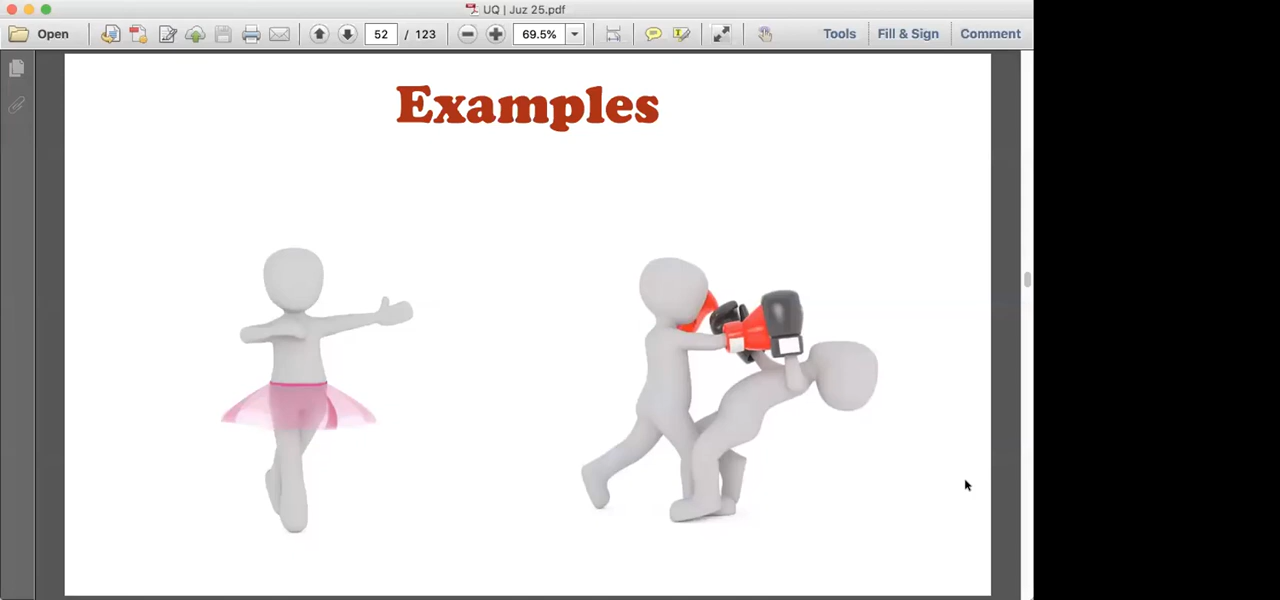 UQ | Juz 25.pdf
Open 52 / 123 69.5% Tools Fill & Sign Comment
Examples